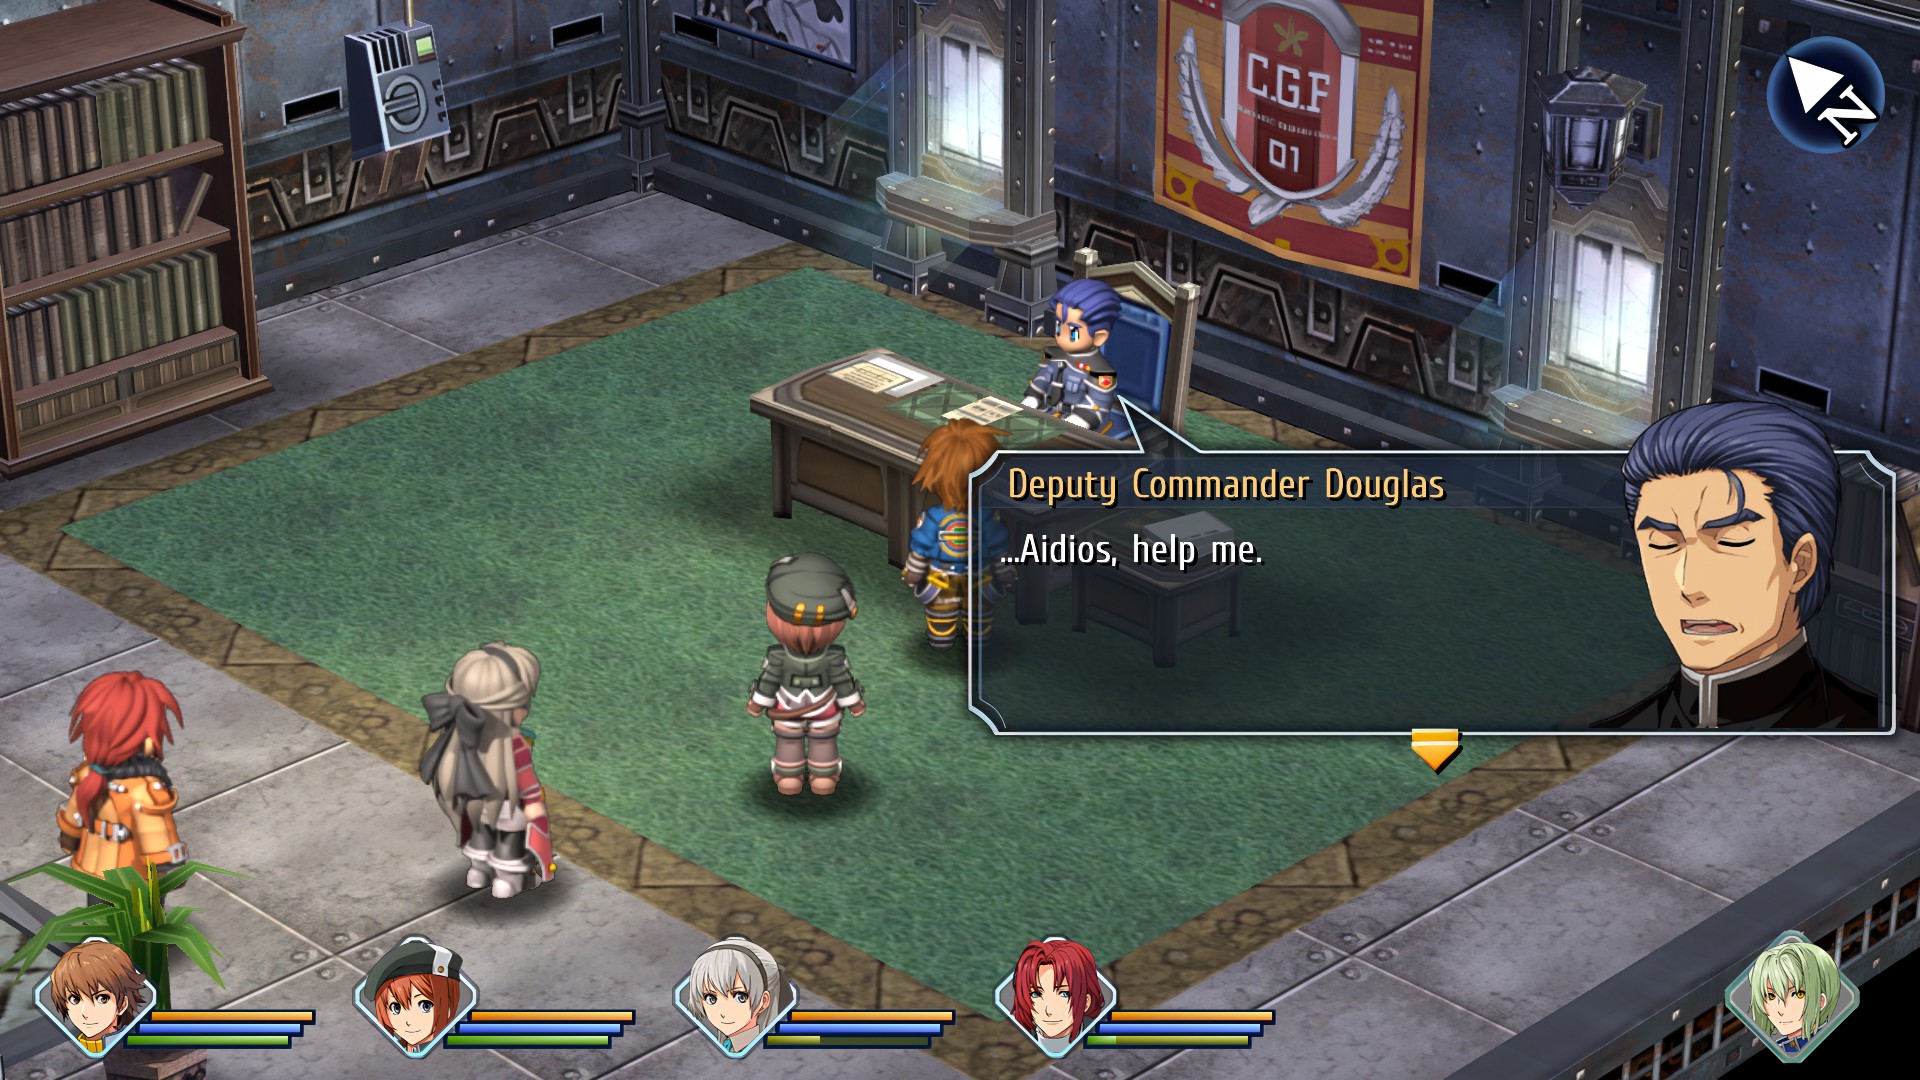 C.G.F
01
N
Deputy Commander Douglas
...Aidios, help me.